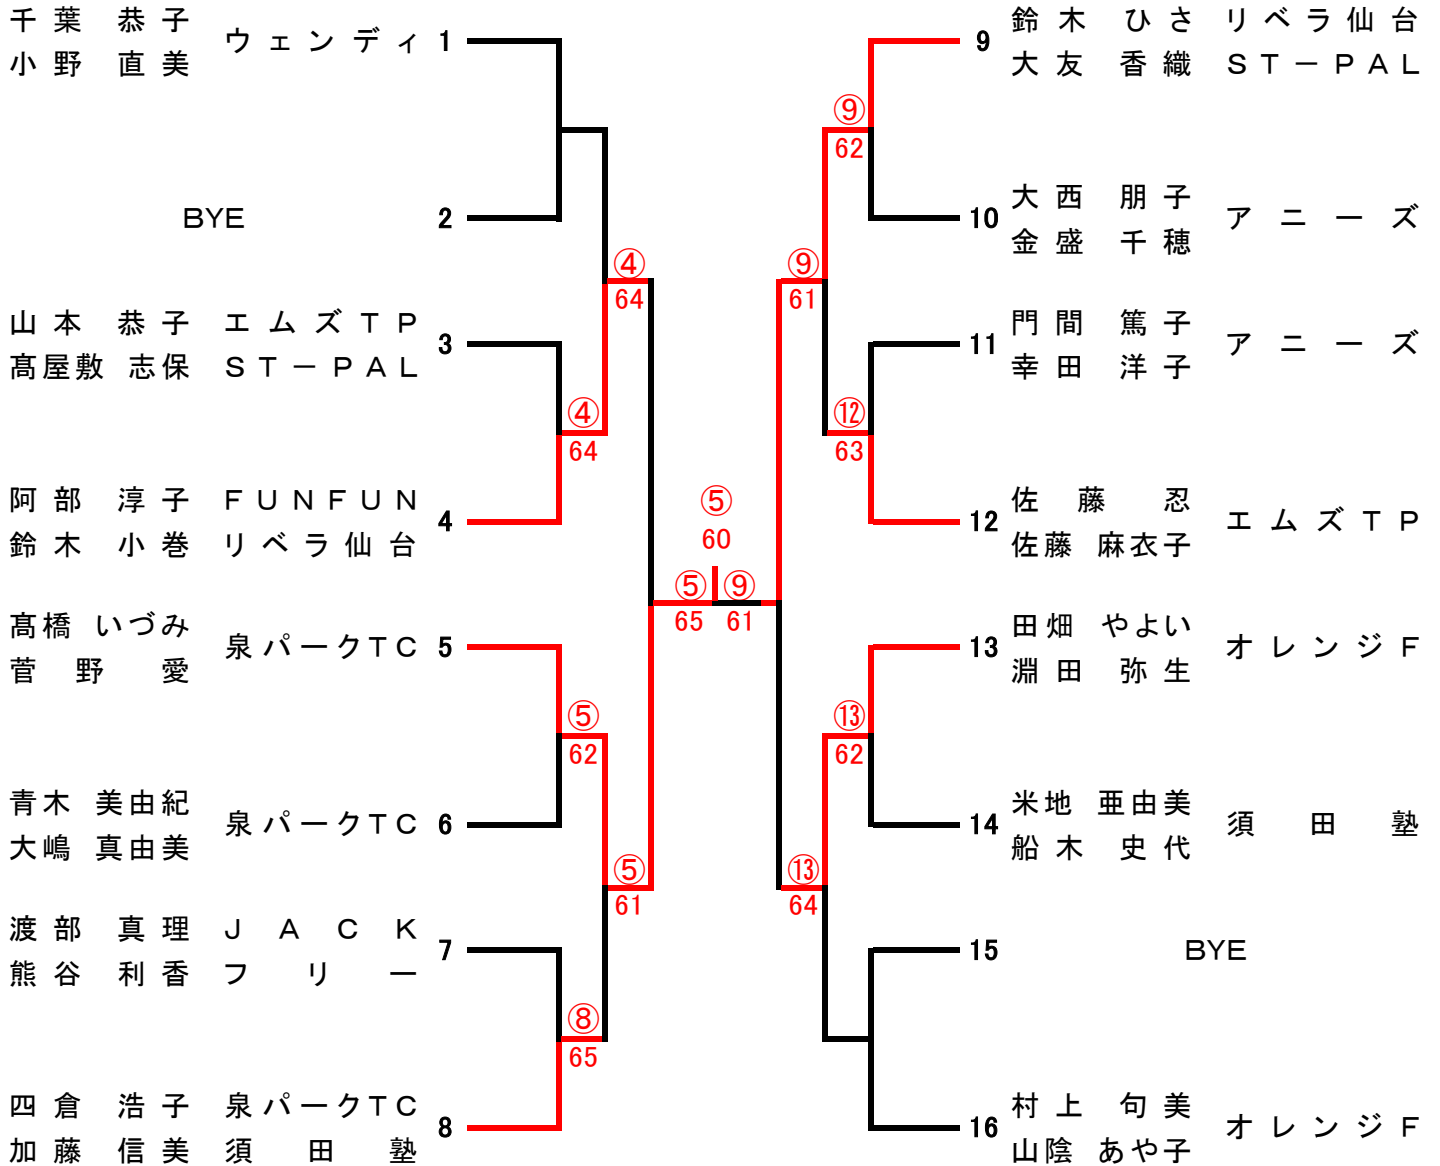 千葉 恭子 ウェンディ 1
小野 直美
BYE 2
④
64
山本 恭子 エムズTP 3
髙屋敷 志保 ST－PAL
④
64
阿部 淳子 FUNFUN 4
鈴木 小巻 リベラ仙台
髙橋 いづみ 泉パークTC 5
菅野 愛
⑤
62
青木 美由紀 泉パークTC 6
大嶋 真由美
⑤
61
渡部 真理 JACK 7
熊谷 利香 フリー
⑧
65
四倉 浩子 泉パークTC 8
加藤 信美 須田塾
⑤
60
⑤ ⑨
65 61
9 鈴木 ひさ リベラ仙台
大友 香織 ST－PAL
⑨
62
10 大西 朋子 アニーズ
金盛 千穂
⑨
61
11 門間 篤子 アニーズ
幸田 洋子
⑫
63
12 佐藤 忍 エムズTP
佐藤 麻衣子
13 田畑 やよい オレンジF
淵田 弥生
⑬
62
14 米地 亜由美 須田塾
船木 史代
⑬
64
15 BYE
16 村上 句美 オレンジF
山陰 あや子